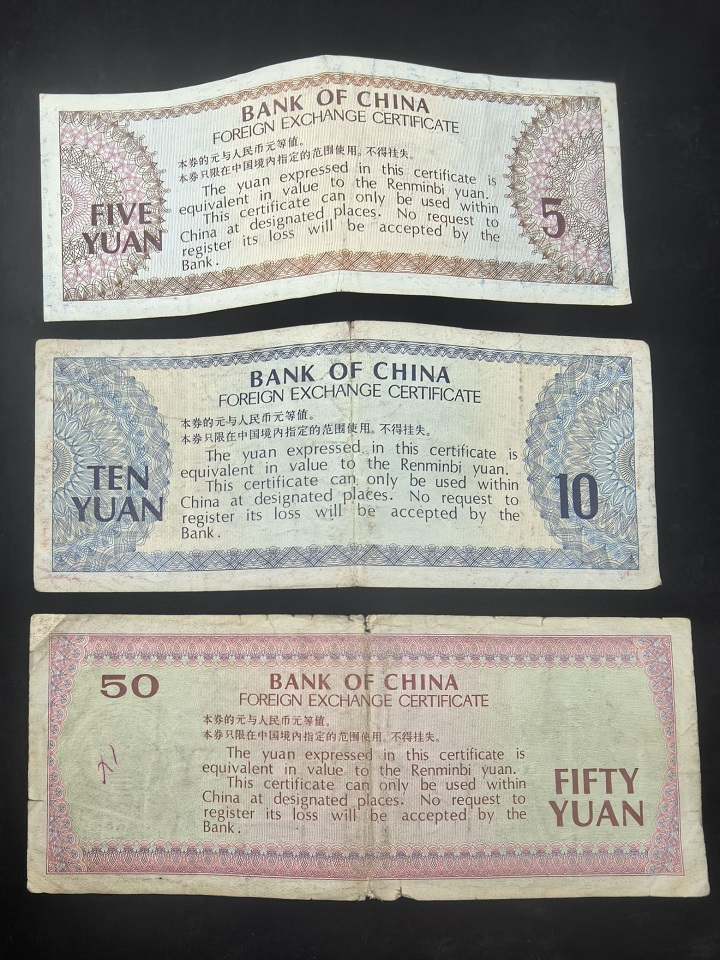 BANK OF CHINA
FOREIGN EXCHANGE CERTIFICATE
本券的元与人民币元等值。
本券只限在中国境内指定的范围使用。不得挂失。
The yuan expressed in this certificate is
equivalent in value to the Renminbi yuan.
This certificate can only be used within
China at designated places. No request to
register its loss will be accepted by the
Bank.
FIVE
YUAN
5
BANK OF CHINA
FOREIGN EXCHANGE CERTIFICATE
本券的元与人民币元等值。
本券只限在中国境内指定的范围使用。不得挂失。
The yuan expressed in this certificate is
equivalent in value to the Renminbi yuan.
This certificate can only be used within
China at designated places. No request to
register its loss will be accepted by the
Bank.
TEN
YUAN
10
50
BANK OF CHINA
FOREIGN EXCHANGE CERTIFICATE
本券的元与人民币元等值。
本券只限在中国境内指定的范围使用。不得挂失。
The yuan expressed in this certificate is
equivalent in value to the Renminbi yuan.
This certificate can only be used within
China at designated places. No request to
register its loss will be accepted by the
Bank.
FIFTY
YUAN